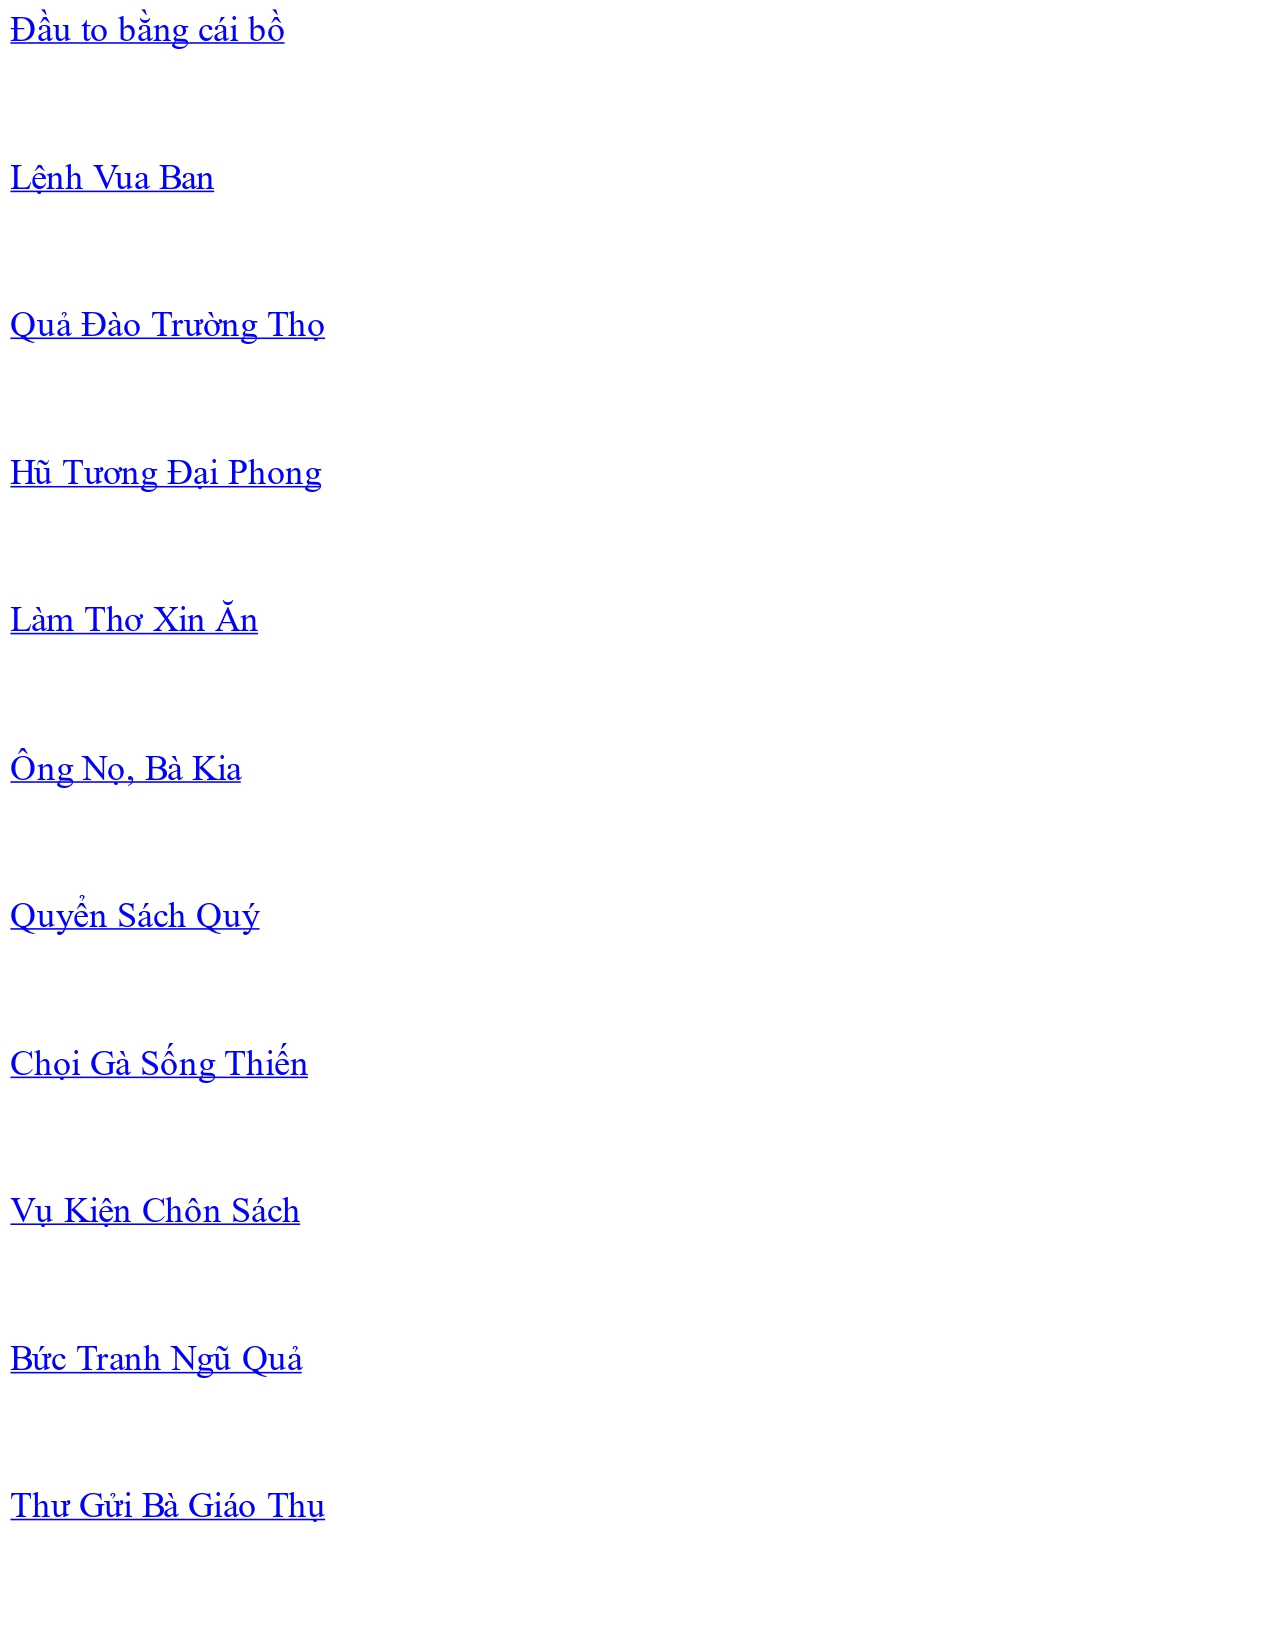 Đầu to bằng cái bồ
Lệnh Vua Ban
Quả Đào Trường Thọ
Hũ Tương Đại Phong
Làm Thơ Xin Ăn
Ông Nọ, Bà Kia
Quyển Sách Quý
Chọi Gà Sống Thiến
Vụ Kiện Chôn Sách
Bức Tranh Ngũ Quả
Thư Gửi Bà Giáo Thụ